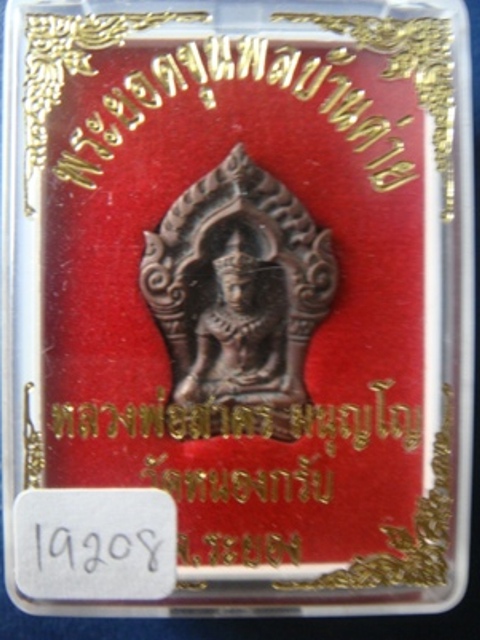 พระยอดขุนพลบ้านค่าย
หลวงพ่อสาคร มนุญโญ
วัดหนองกรับ
จ.ระยอง
19208